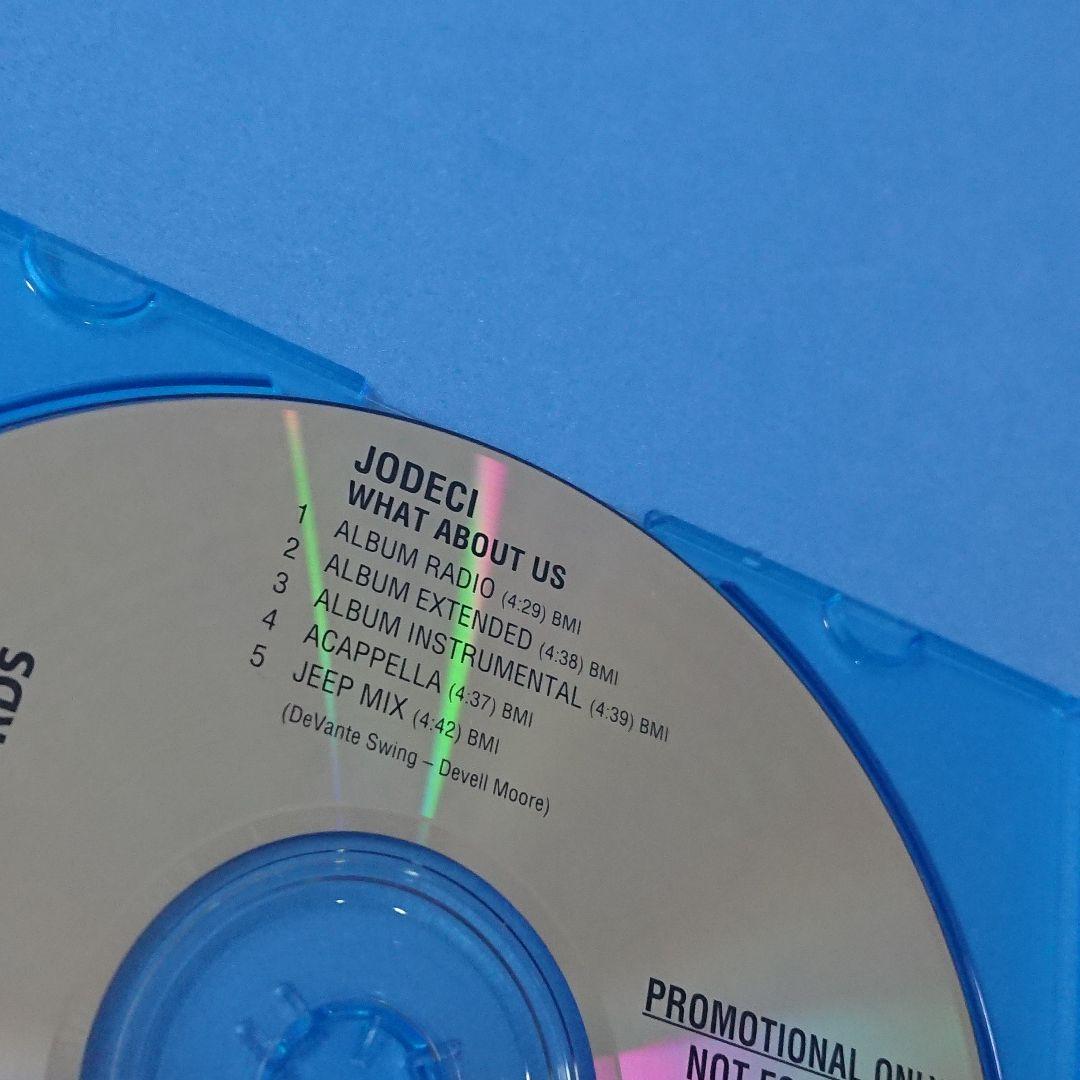 JODECI
WHAT ABOUT US
1 ALBUM RADIO (4:29) BMI
2 ALBUM EXTENDED (4:38) BMI
3 ALBUM INSTRUMENTAL (4:39) BMI
4 ACAPPELLA (4:37) BMI
5 JEEP MIX (4:42) BMI
(DeVante Swing – Devell Moore)
PROMOTIONAL ONLY
NOT